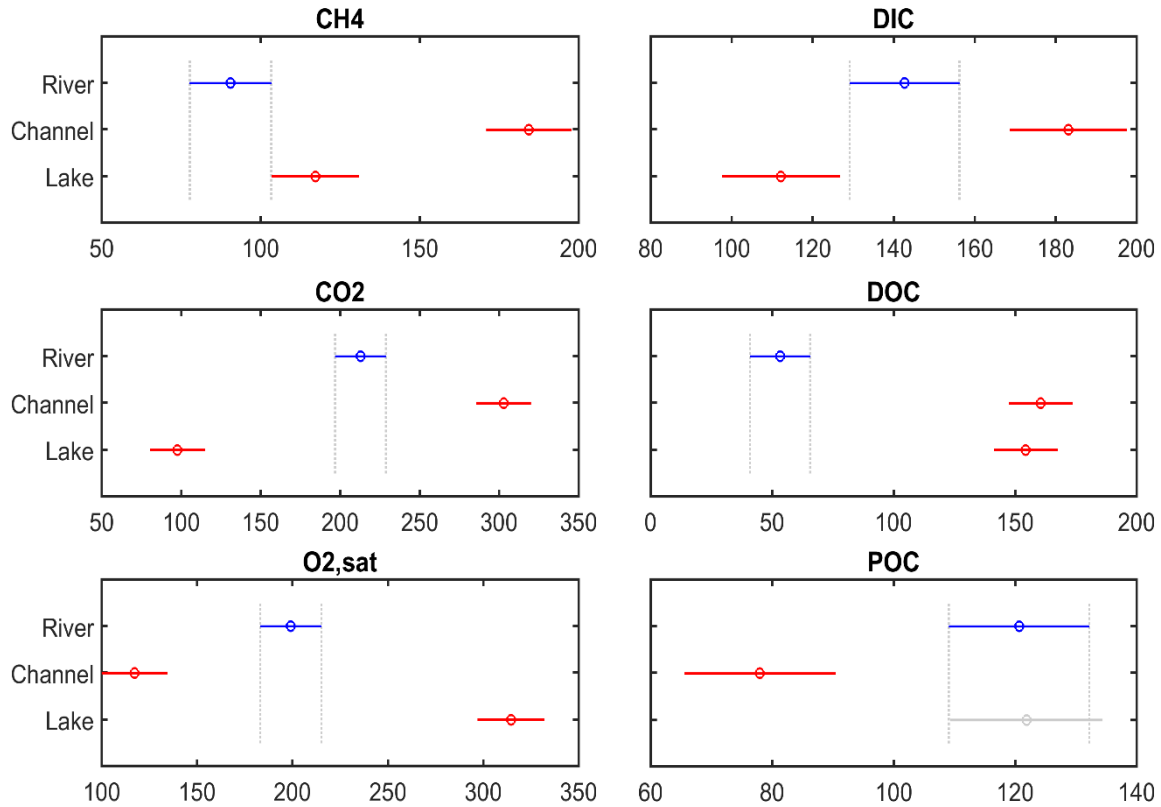 CH4
River
Channel
Lake
50 100 150 200
DIC
80 100 120 140 160 180 200
CO2
River
Channel
Lake
50 100 150 200 250 300 350
DOC
0 50 100 150 200
O2,sat
River
Channel
Lake
100 150 200 250 300 350
POC
60 80 100 120 140